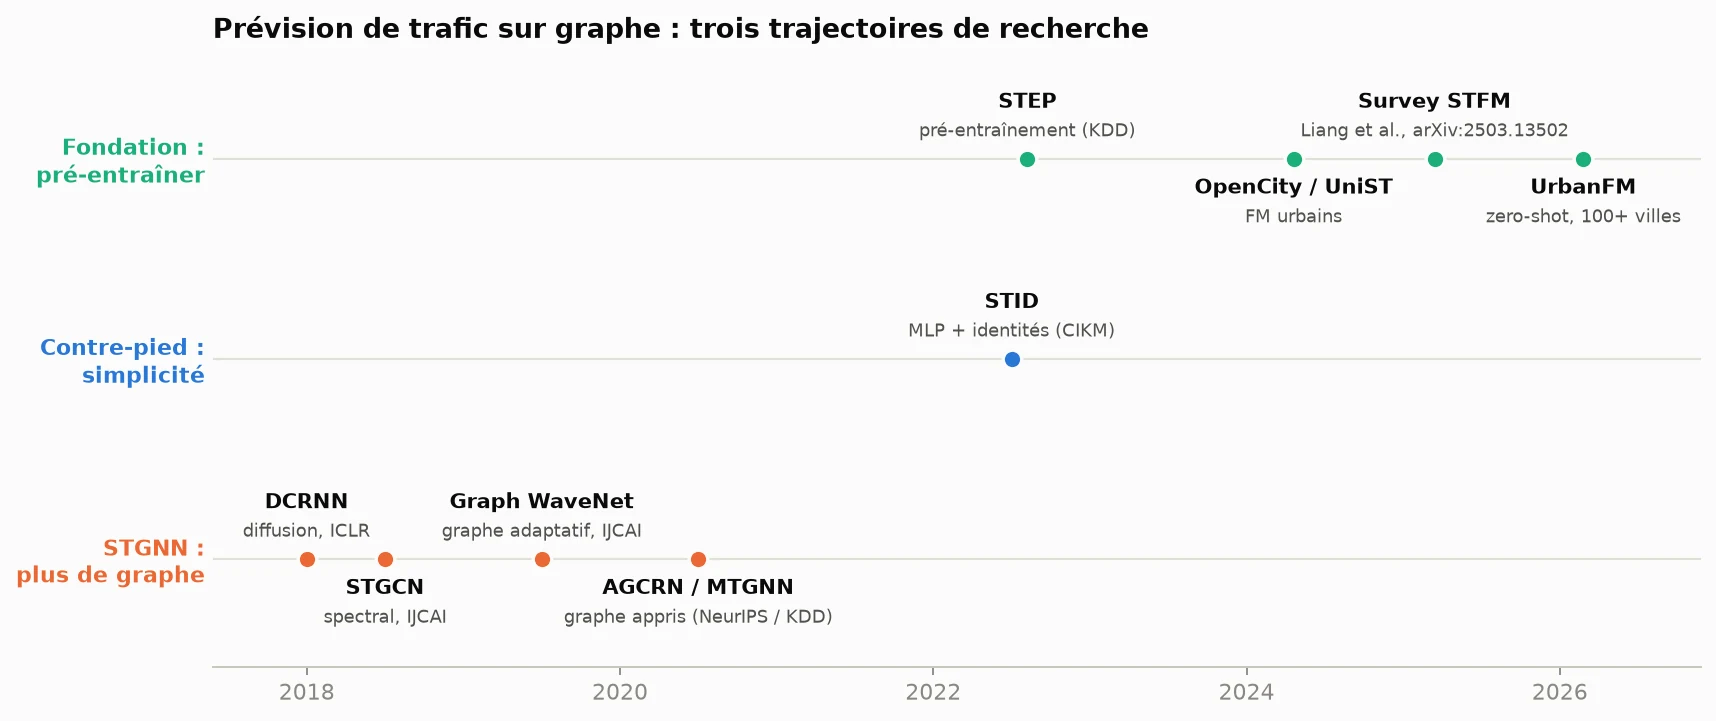 Prévision de trafic sur graphe : trois trajectoires de recherche
Fondation :
pré-entraîner
STEP
pré-entraînement (KDD)
Survey STFM
Liang et al., arXiv:2503.13502
OpenCity / UniST
FM urbains
UrbanFM
zero-shot, 100+ villes
Contre-pied :
simplicité
STID
MLP + identités (CIKM)
STGNN :
plus de graphe
DCRNN
diffusion, ICLR
Graph WaveNet
graphe adaptatif, IJCAI
STGCN
spectral, IJCAI
AGCRN / MTGNN
graphe appris (NeurIPS / KDD)
2018
2020
2022
2024
2026